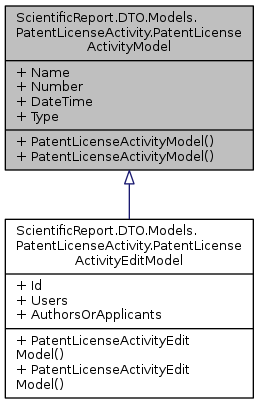 ScientificReport.DTO.Models.
PatentLicenseActivity.PatentLicense
ActivityModel
+ Name
+ Number
+ DateTime
+ Type
+ PatentLicenseActivityModel()
+ PatentLicenseActivityModel()
ScientificReport.DTO.Models.
PatentLicenseActivity.PatentLicense
ActivityEditModel
+ Id
+ Users
+ AuthorsOrApplicants
+ PatentLicenseActivityEdit
Model()
+ PatentLicenseActivityEdit
Model()